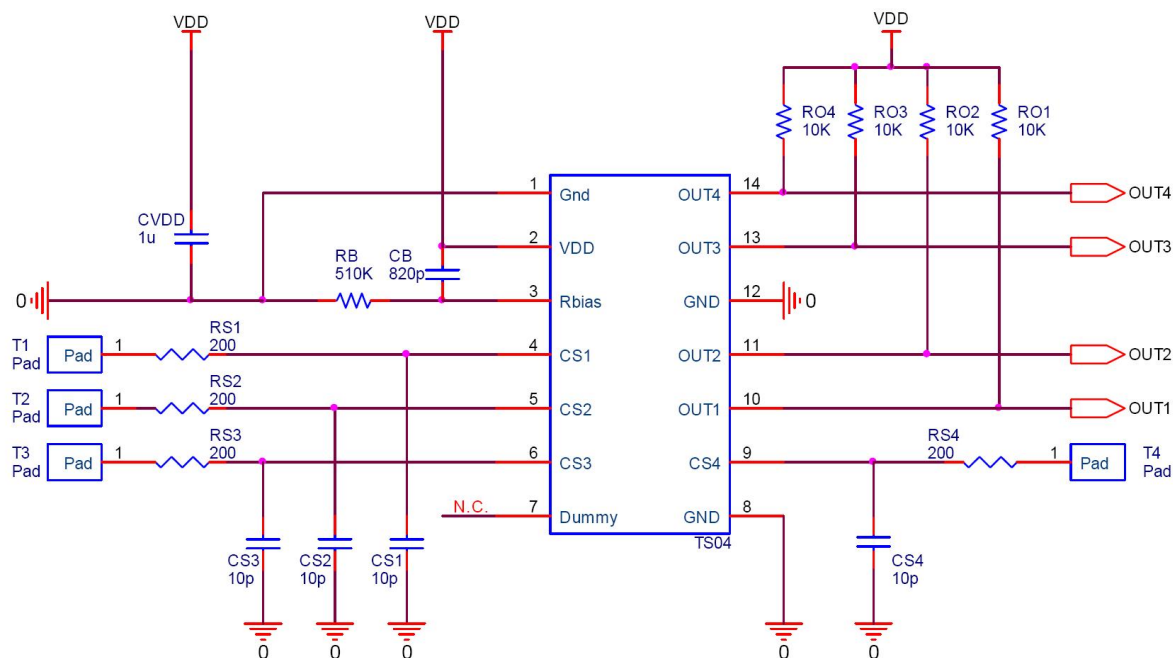 VDD
VDD
VDD
RO4
10K
RO3
10K
RO2
10K
RO1
10K
1
Gnd
OUT4
14
OUT4
CVDD
1u
2
VDD
OUT3
13
OUT3
RB
510K
CB
820p
0
3
Rbias
GND
12
0
T1
Pad
Pad
1
RS1
200
4
CS1
OUT2
11
OUT2
T2
Pad
Pad
1
RS2
200
5
CS2
OUT1
10
OUT1
T3
Pad
Pad
1
RS3
200
6
CS3
CS4
9
RS4
200
1
Pad
T4
Pad
N.C.
7
Dummy
GND
8
TS04
CS3
10p
CS2
10p
CS1
10p
CS4
10p
0
0
0
0
0